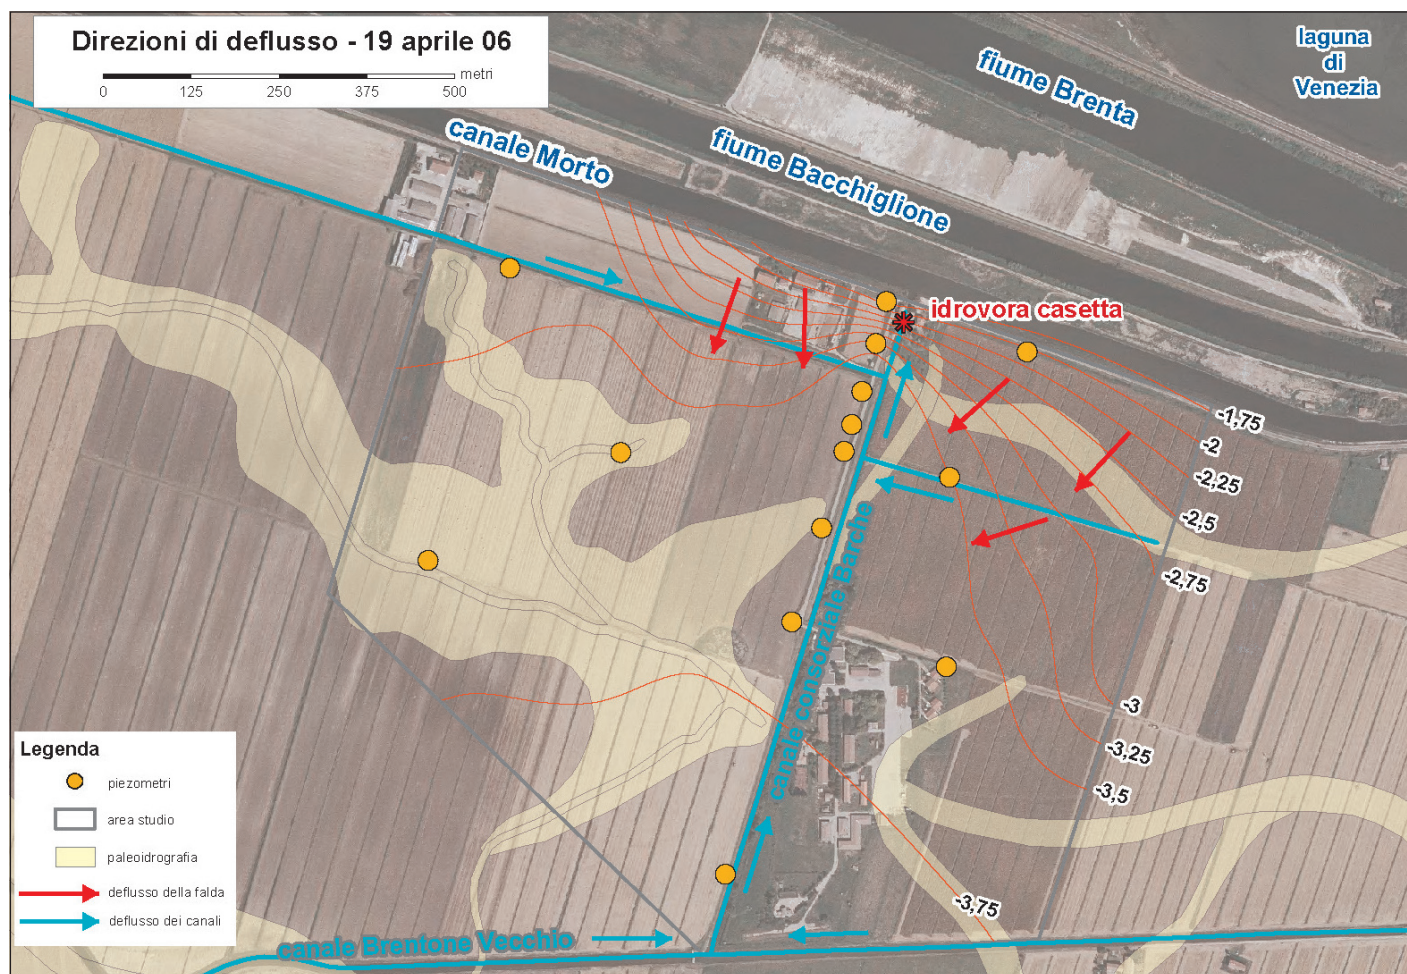 Direzioni di deflusso - 19 aprile 06
metri
0 125 250 375 500
laguna
di
Venezia
fiume Brenta
fiume Bacchiglione
canale Morto
idrovora casetta
-1,75
-2
-2,25
-2,5
-2,75
-3
-3,25
-3,5
-3,75
canale consorziale Barche
canale Brentone Vecchio
Legenda
piezometri
area studio
paleoidrografia
deflusso della falda
deflusso dei canali